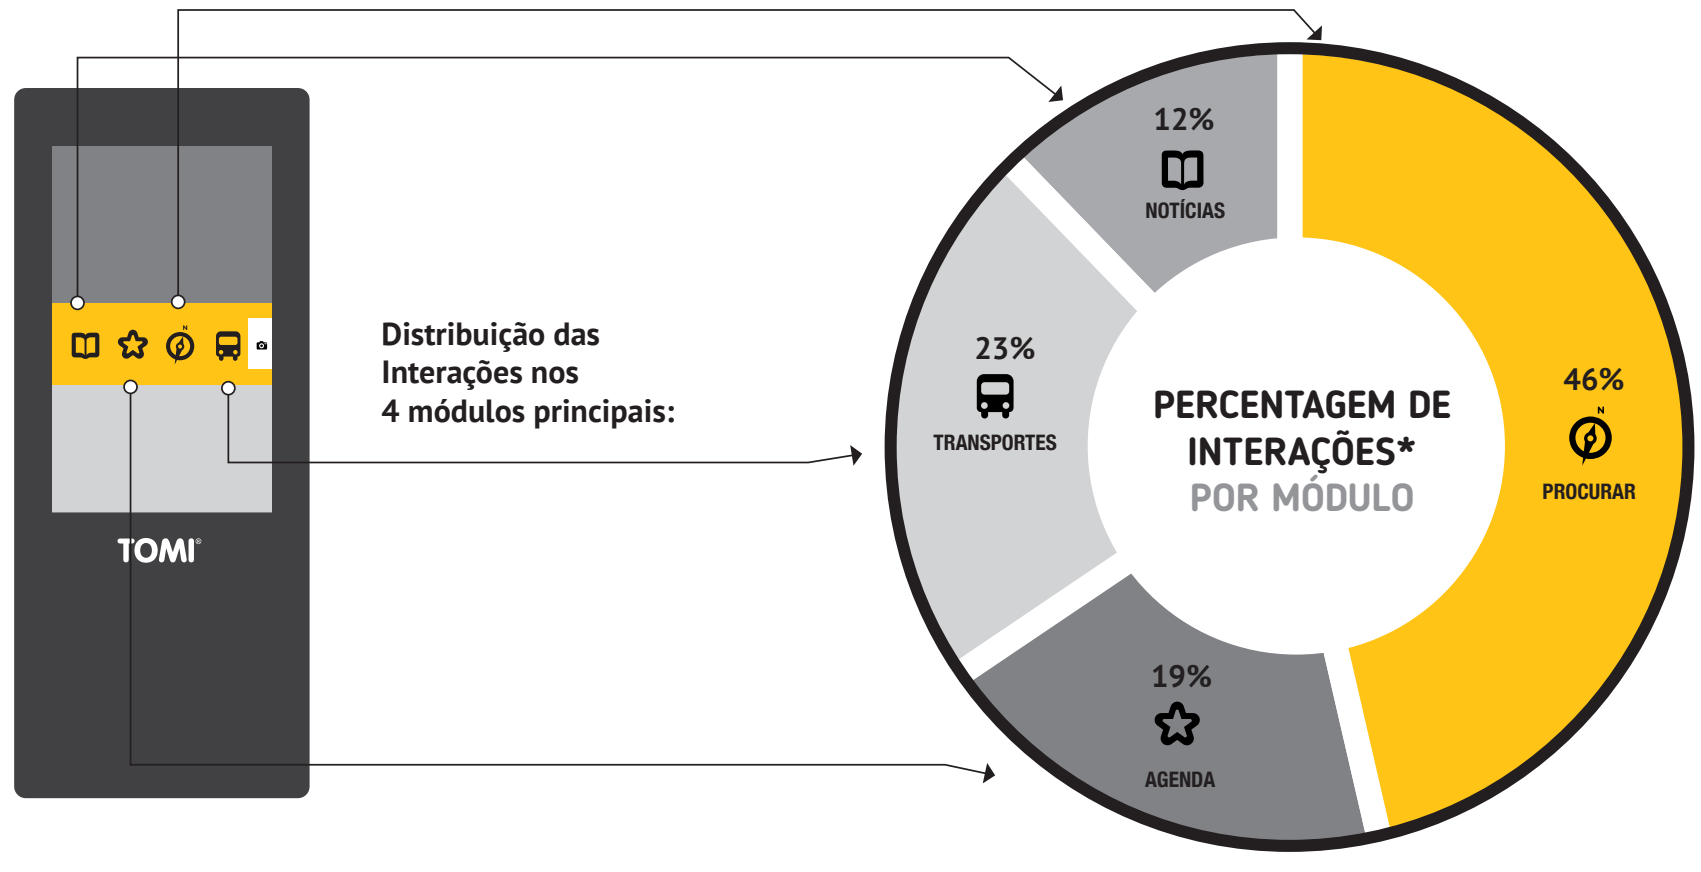 N
TOMI®
Distribuição das
Interações nos
4 módulos principais:
12%
NOTÍCIAS
23%
TRANSPORTES
46%
N
PROCURAR
19%
AGENDA
PERCENTAGEM DE
INTERAÇÕES*
POR MÓDULO